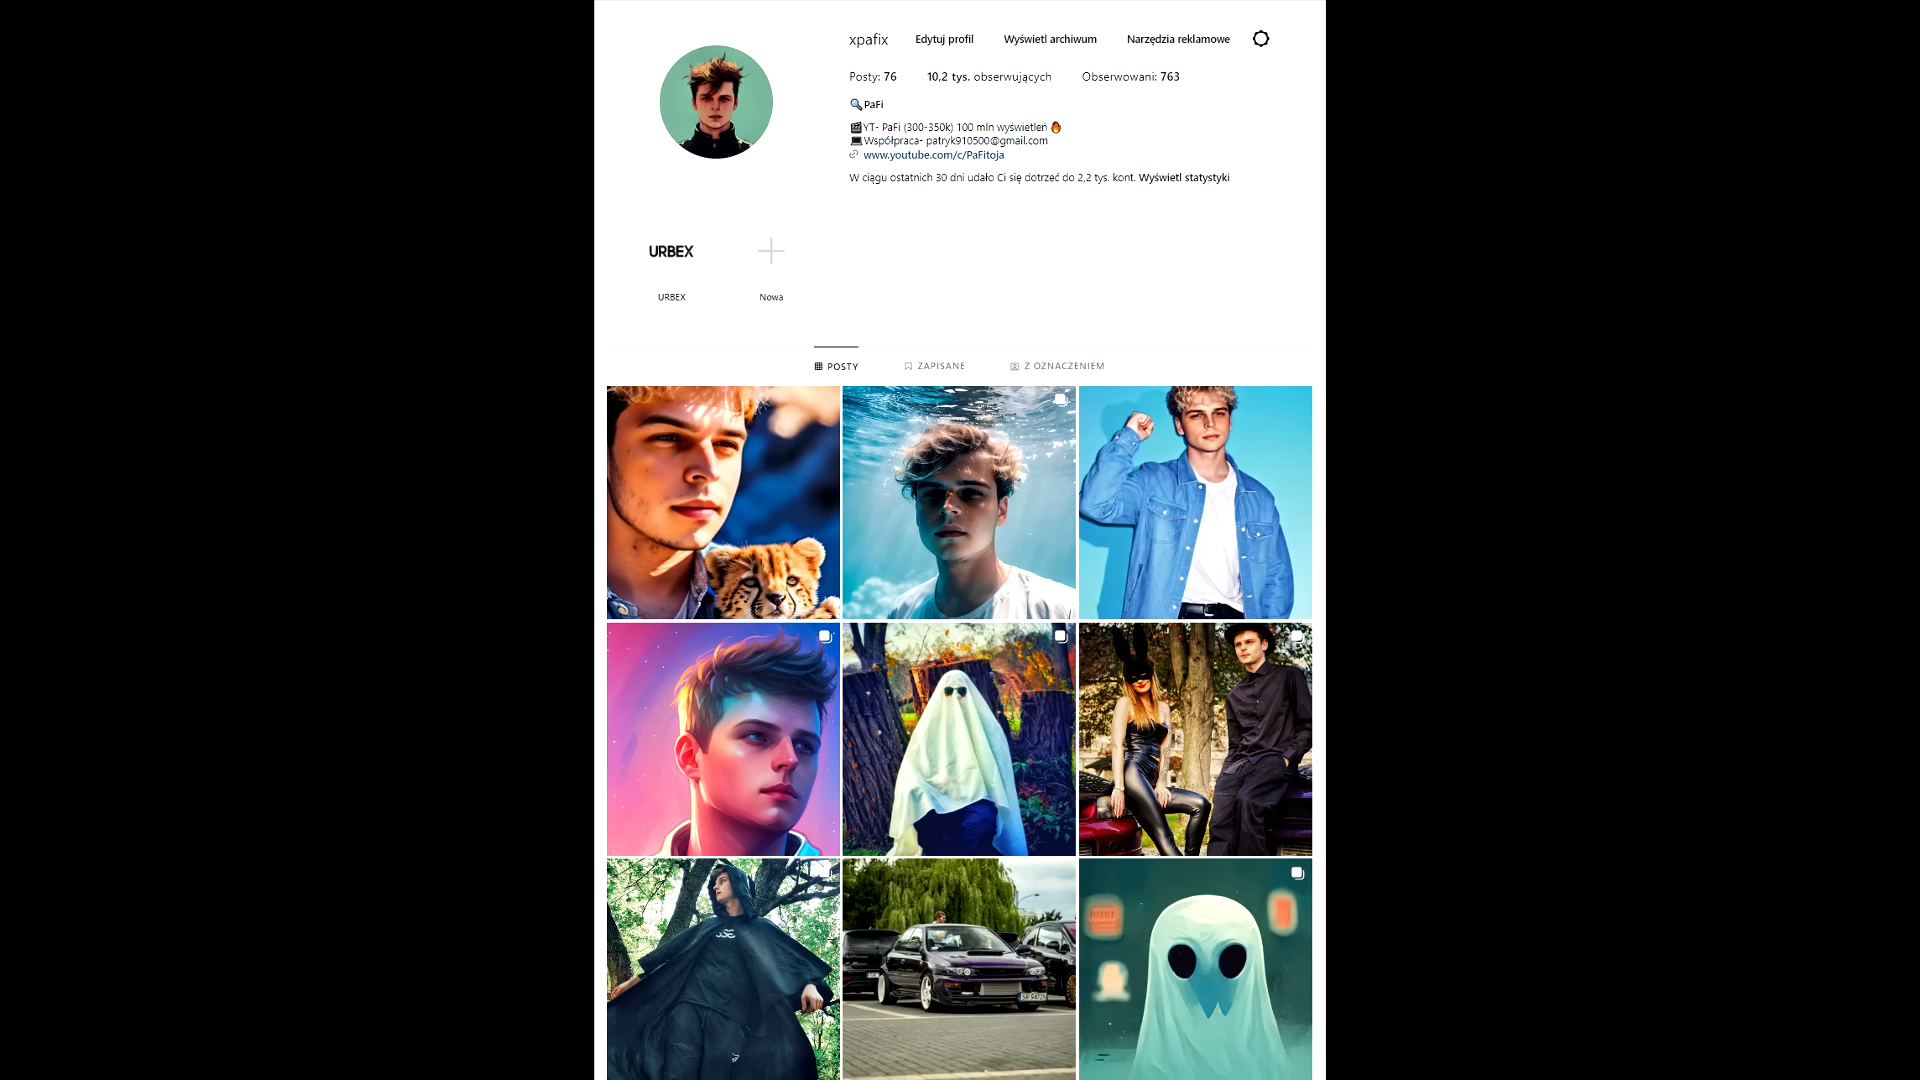 xpafix Edytuj profil Wyświetl archiwum Narzędzia reklamowe
Posty: 76 10,2 tys. obserwujących Obserwowani: 763
🔍PaFi
🎬YT- PaFi (300-350k) 100 mln wyświetleń 🔥
💻Współpraca- patryk910500@gmail.com
www.youtube.com/c/PaFitoja
W ciągu ostatnich 30 dni udało Ci się dotrzeć do 2,2 tys. kont. Wyświetl statystyki
URBEX
URBEX Nowa
POSTY ZAPISANE Z OZNACZENIEM